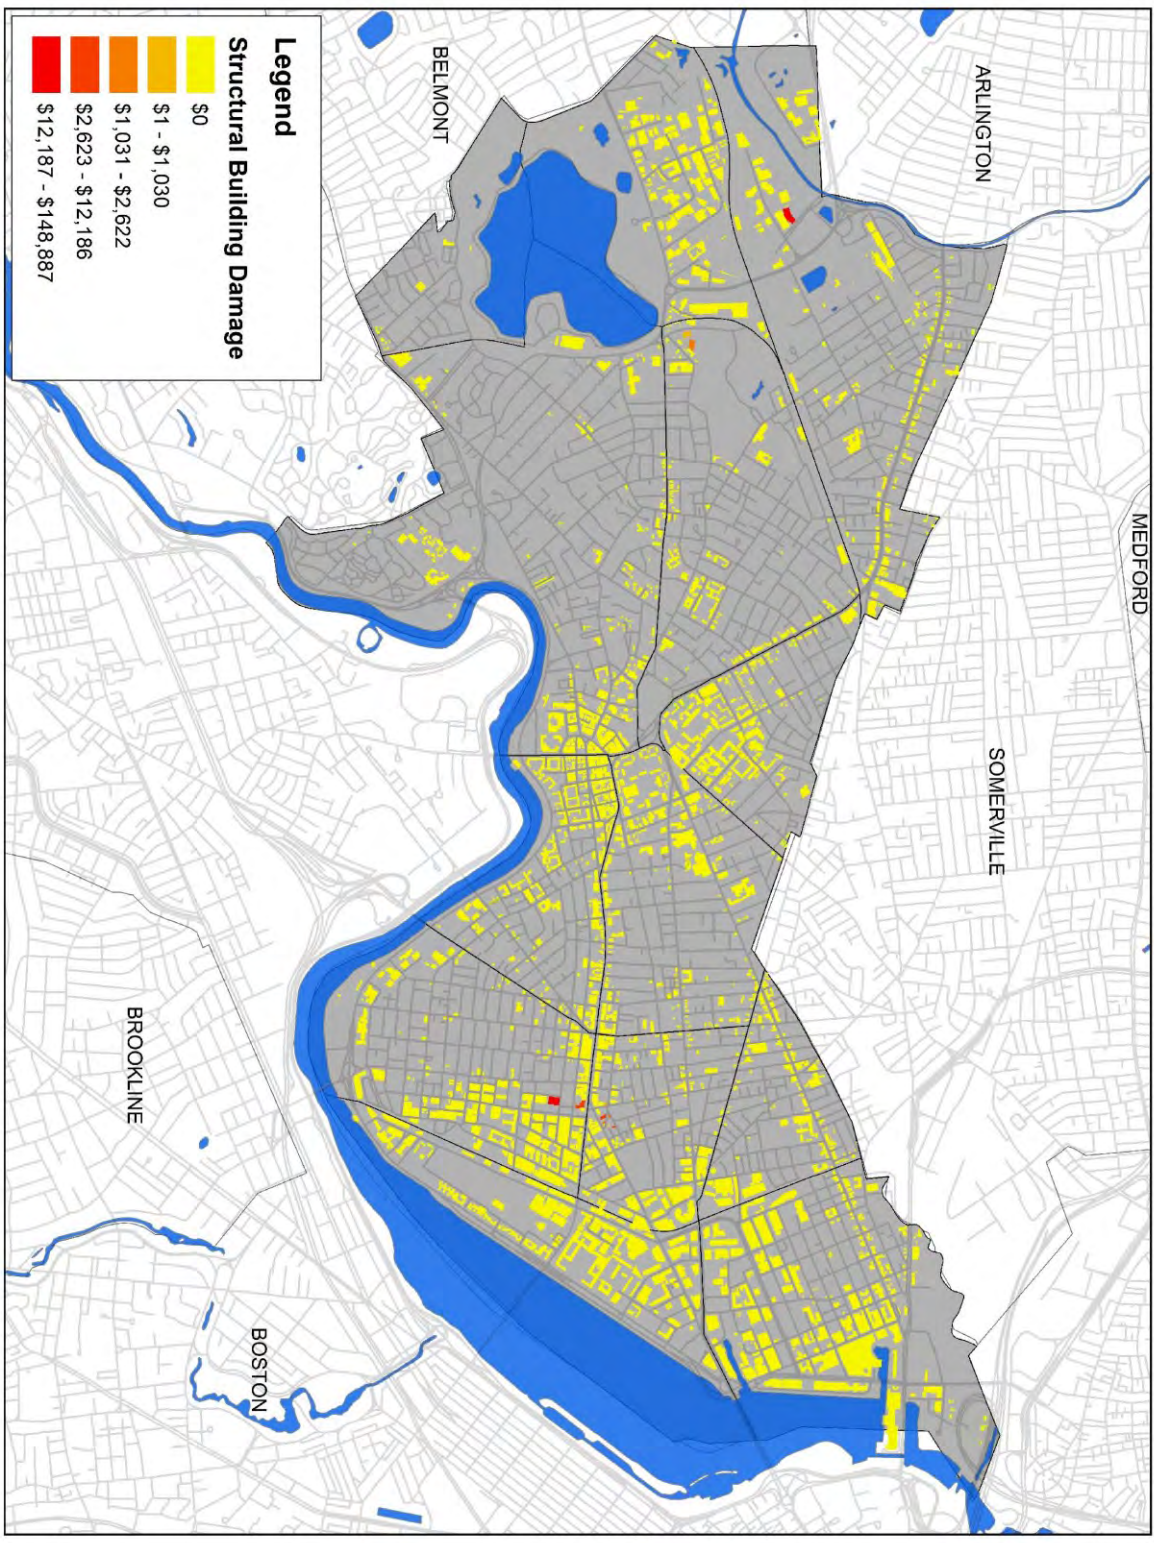 ARLINGTON
MEDFORD
SOMERVILLE
BELMONT
BROOKLINE
BOSTON
Legend
Structural Building Damage
$0
$1 - $1,030
$1,031 - $2,622
$2,623 - $12,186
$12,187 - $148,887